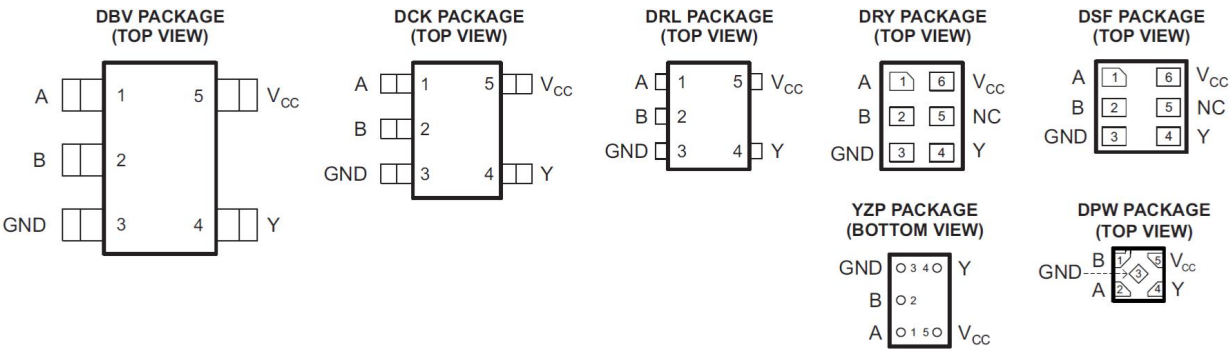 DBV PACKAGE
(TOP VIEW)
A 1 5 VCC
B 2
GND 3 4 Y
DCK PACKAGE
(TOP VIEW)
A 1 5 VCC
B 2
GND 3 4 Y
DRL PACKAGE
(TOP VIEW)
A 1 5 VCC
B 2
GND 3 4 Y
DRY PACKAGE
(TOP VIEW)
A 1 6 VCC
B 2 5 NC
GND 3 4 Y
DSF PACKAGE
(TOP VIEW)
A 1 6 VCC
B 2 5 NC
GND 3 4 Y
YZP PACKAGE
(BOTTOM VIEW)
GND 3 4 Y
B 2
A 1 5 VCC
DPW PACKAGE
(TOP VIEW)
B 1 5 VCC
GND 3
A 2 4 Y